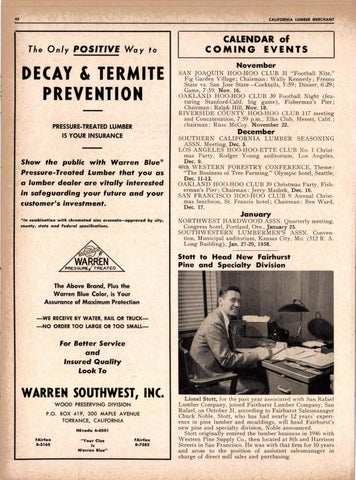 48
CALIFORNIA LUMBER MERCHANT
The Only POSITIVE Way to
DECAY & TERMITE
PREVENTION
PRESSURE-TREATED LUMBER
IS YOUR INSURANCE
Show the public with Warren Blue*
Pressure-Treated Lumber that you as
a lumber dealer are vitally interested
in safeguarding your future and your
customer's investment.
*In combination with chromated zinc arsenate—approved by city,
county, state and Federal specifications.
WARREN
PRESSURE TREATED
The Above Brand, Plus the
Warren Blue Color, is Your
Assurance of Maximum Protection
—WE RECEIVE BY WATER, RAIL OR TRUCK—
—NO ORDER TOO LARGE OR TOO SMALL—
For Better Service
and
Insured Quality
Look To
WARREN SOUTHWEST, INC.
WOOD PRESERVING DIVISION
P.O. BOX 419, 300 MAPLE AVENUE
TORRANCE, CALIFORNIA
Nevada 6-2501
FAirfax
8-3165
"Your Clue
is
Warren Blue"
FAirfax
8-7383
CALENDAR of
COMING EVENTS
November
SAN JOAQUIN HOO-HOO CLUB 31 "Football Nite,"
Fig Garden Village; Chairman: Wally Kennedy; Fresno
State vs. San Jose State—Cocktails, 5:59; Dinner, 6:29;
Game, 7:59. Nov. 16.
OAKLAND HOO-HOO CLUB 39 Football Night (fea-
turing Stanford-Calif. big game), Fisherman's Pier;
Chairman: Ralph Hill, Nov. 18.
RIVERSIDE COUNTY HOO-HOO CLUB 117 meeting
and Concatenation, 7:59 p.m., Elks Club, Hemet, Calif.,
chairman: Russ McCoy. November 22.
December
SOUTHERN CALIFORNIA LUMBER SEASONING
ASSN. Meeting, Dec. 3.
LOS ANGELES HOO-HOO-ETTE CLUB No. 1 Christ-
mas Party, Rodger Young auditorium, Los Angeles,
Dec. 9.
48th WESTERN FORESTRY CONFERENCE, Theme:
"The Business of Tree Farming," Olympic hotel, Seattle,
Dec. 11-13.
OAKLAND HOO-HOO CLUB 39 Christmas Party, Fish-
erman's Pier; Chairman: Jerry Mashek, Dec. 16.
SAN FRANCISCO HOO-HOO CLUB 9 Annual Christ-
mas luncheon, St. Francis hotel; Chairman: Ben Ward,
Dec. 17.
January
NORTHWEST HARDWOOD ASSN. Quarterly meeting,
Congress hotel, Portland, Ore., January 23.
SOUTHWESTERN LUMBERMEN'S ASSN. Conven-
tion, Municipal auditorium, Kansas City, Mo. (512 R. A.
Long Building), Jan. 27-29, 1958.
Stott to Head New Fairhurst
Pine and Specialty Division
Lionel Stott, for the past year associated with San Rafael
Lumber Company, joined Fairhurst Lumber Company, San
Rafael, on October 31, according to Fairhurst Salesmanager
Chuck Noble. Stott, who has had nearly 12 years' experi-
ence in pine lumber and mouldings, will head Fairhurst's
new pine and specialty division, Noble announced.
Stott originally entered the lumber business in 1946 with
Western Pine Supply Co., then located at 8th and Harrison
Streets in San Francisco. He was with that firm for 10 years
and arose to the position of assistant salesmanager in
charge of direct mill sales and purchasing.